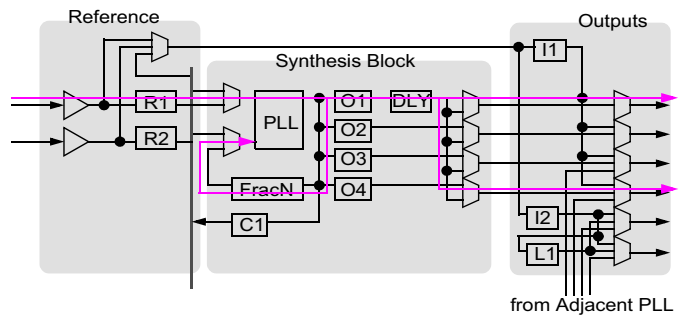 Reference
Outputs
Synthesis Block
I1
R1
O1
DLY
PLL
R2
O2
O3
FracN
O4
C1
I2
L1
from Adjacent PLL